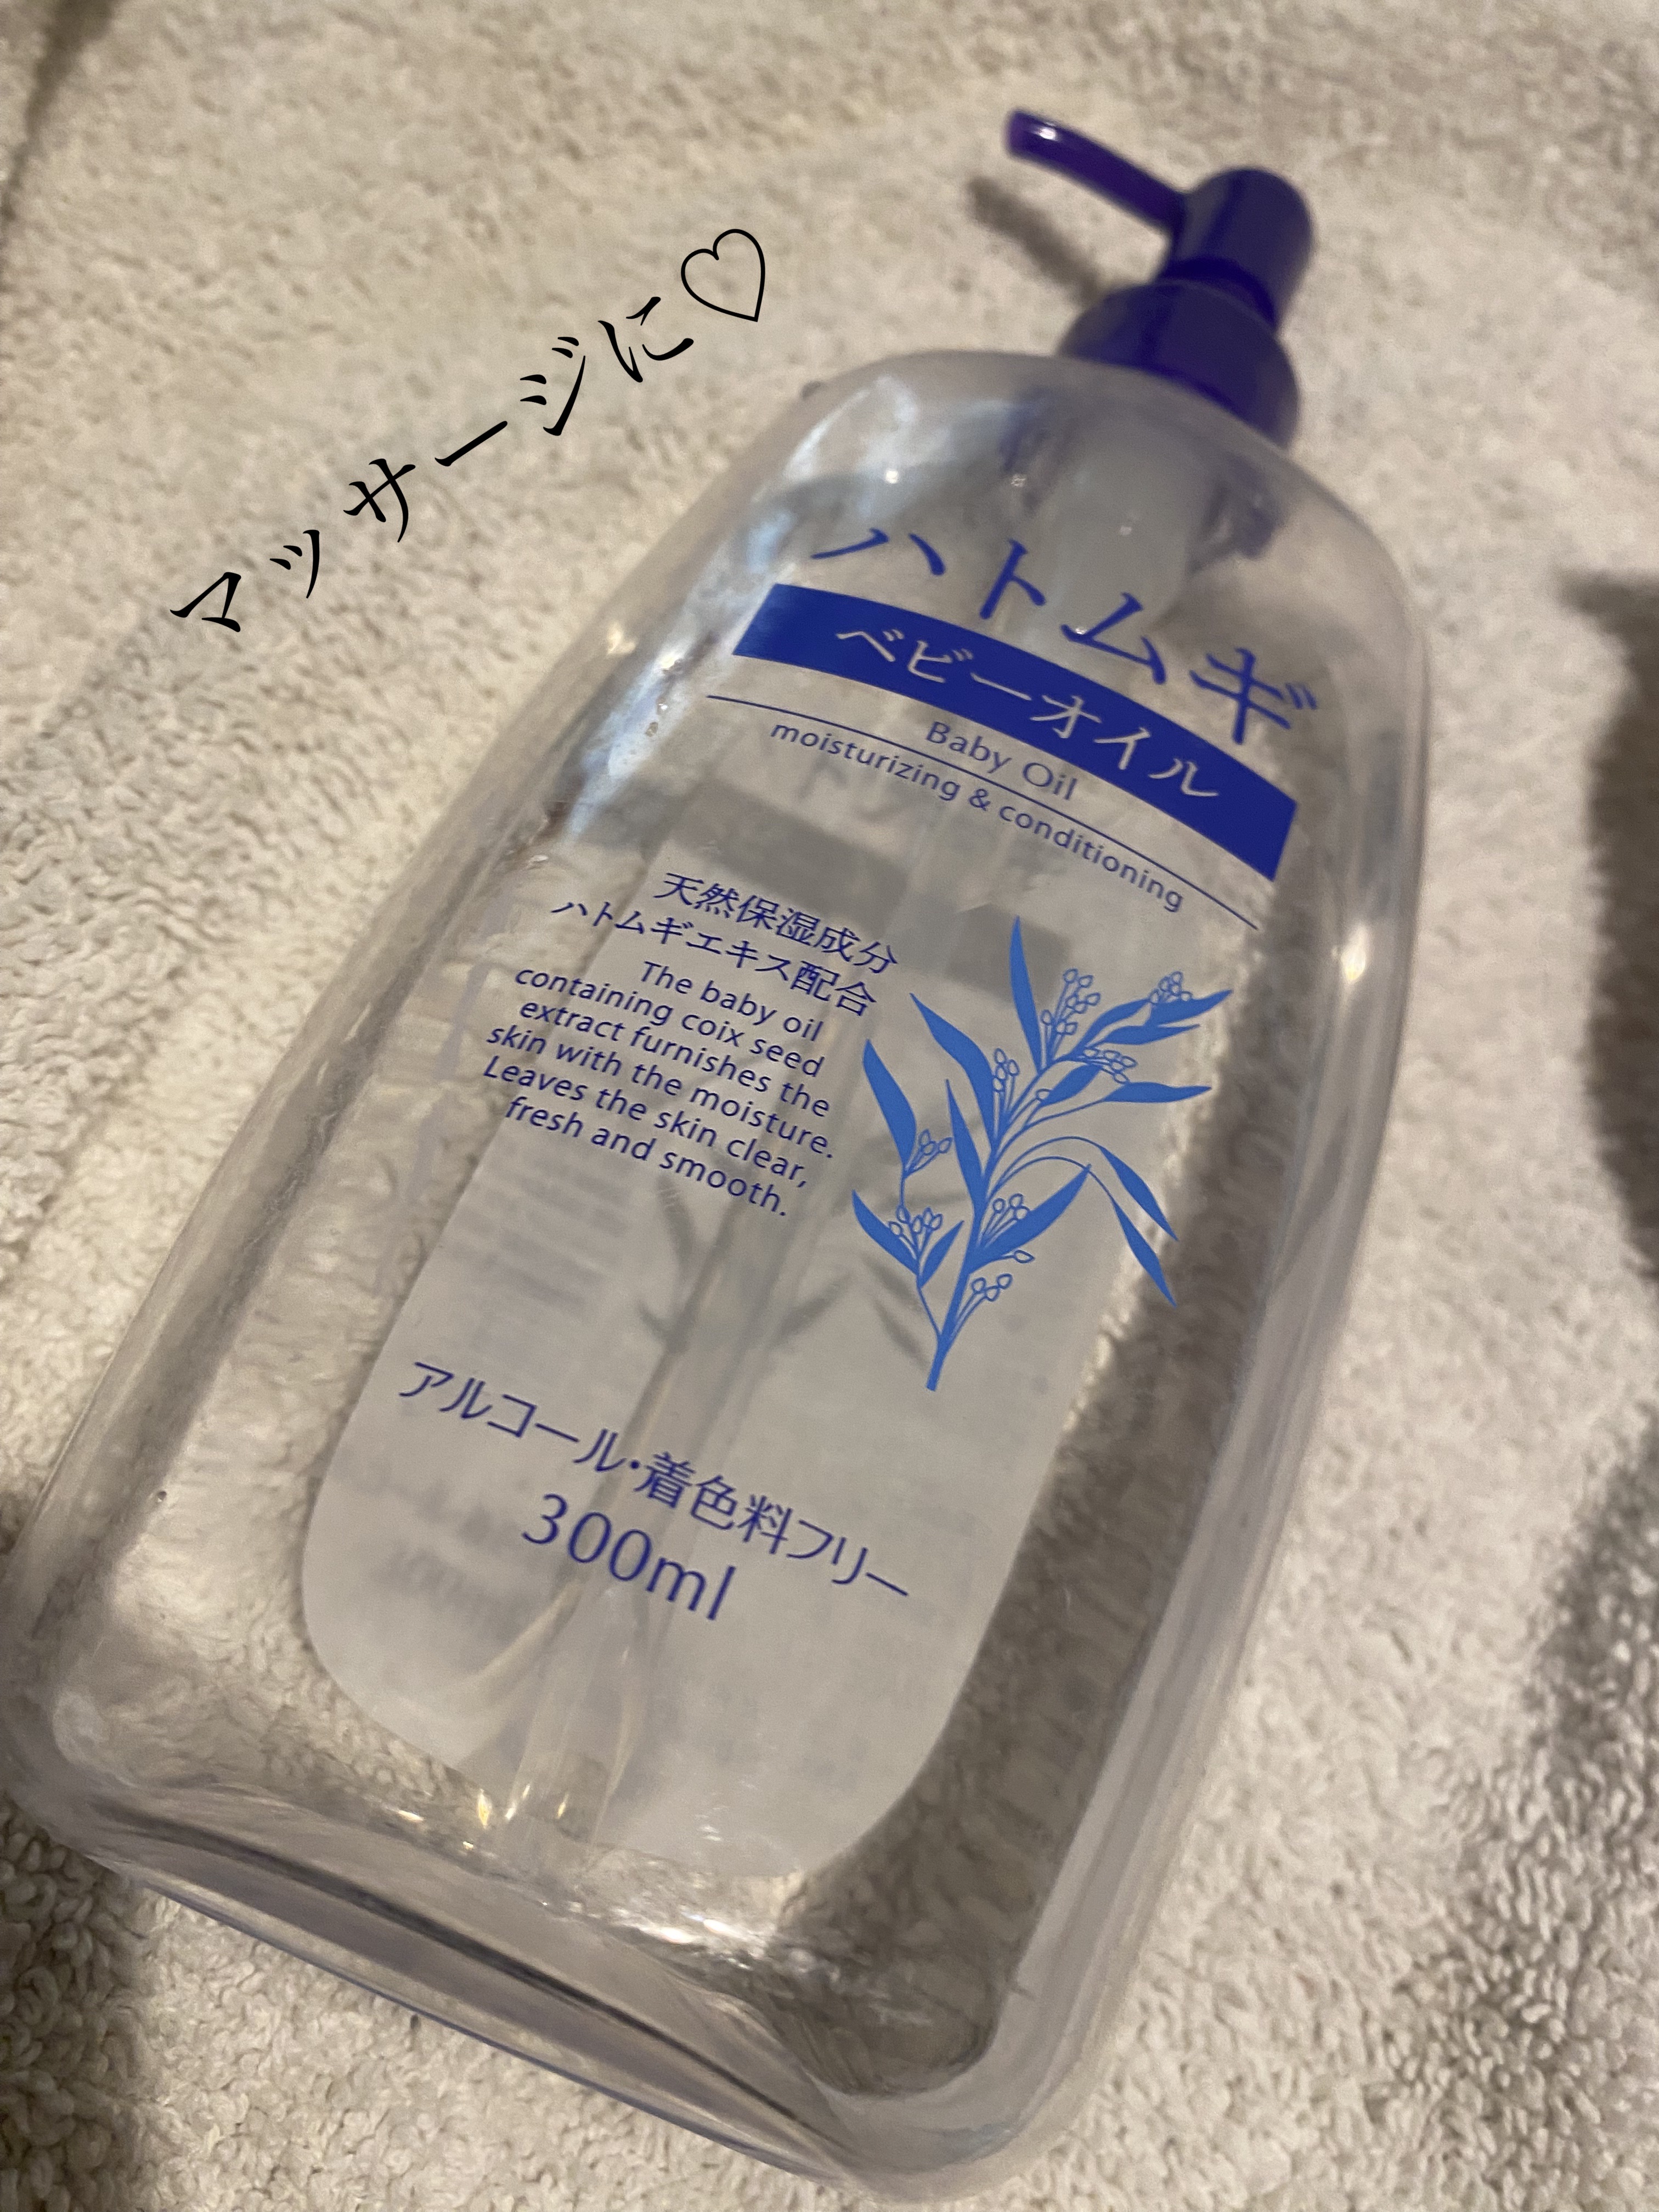 マッサージに♡
ハトムギ
ベビーオイル
Baby Oil
moisturizing & conditioning
天然保湿成分
ハトムギエキス配合
The baby oil
containing coix seed
extract furnishes the
skin with the moisture.
Leaves the skin clear,
fresh and smooth.
アルコール・着色料フリー
300ml